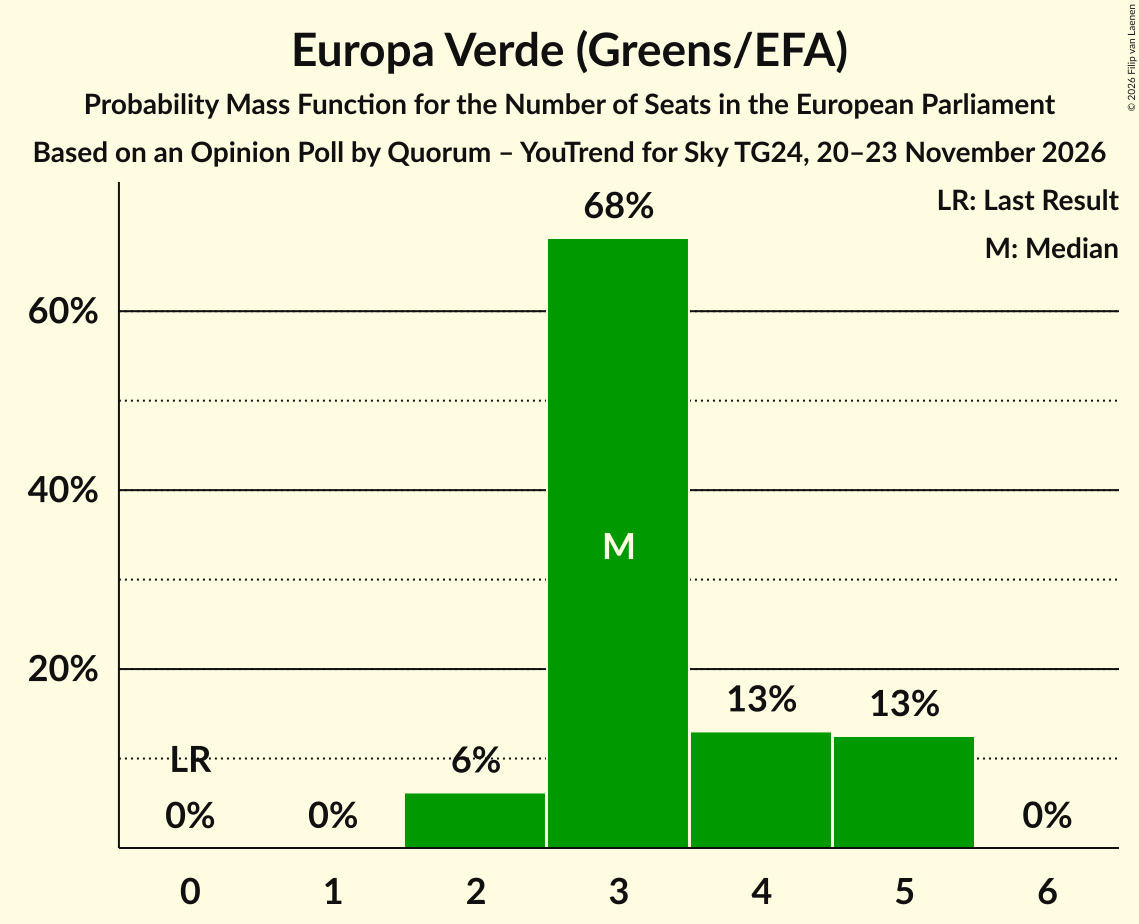 Europa Verde (Greens/EFA)
Probability Mass Function for the Number of Seats in the European Parliament
Based on an Opinion Poll by Quorum – YouTrend for Sky TG24, 20–23 November 2026
© 2026 Filip van Laenen
LR: Last Result
M: Median
68%
60%
40%
M
20%
13%
13%
LR
6%
0%
0%
0%
0
1
2
3
4
5
6